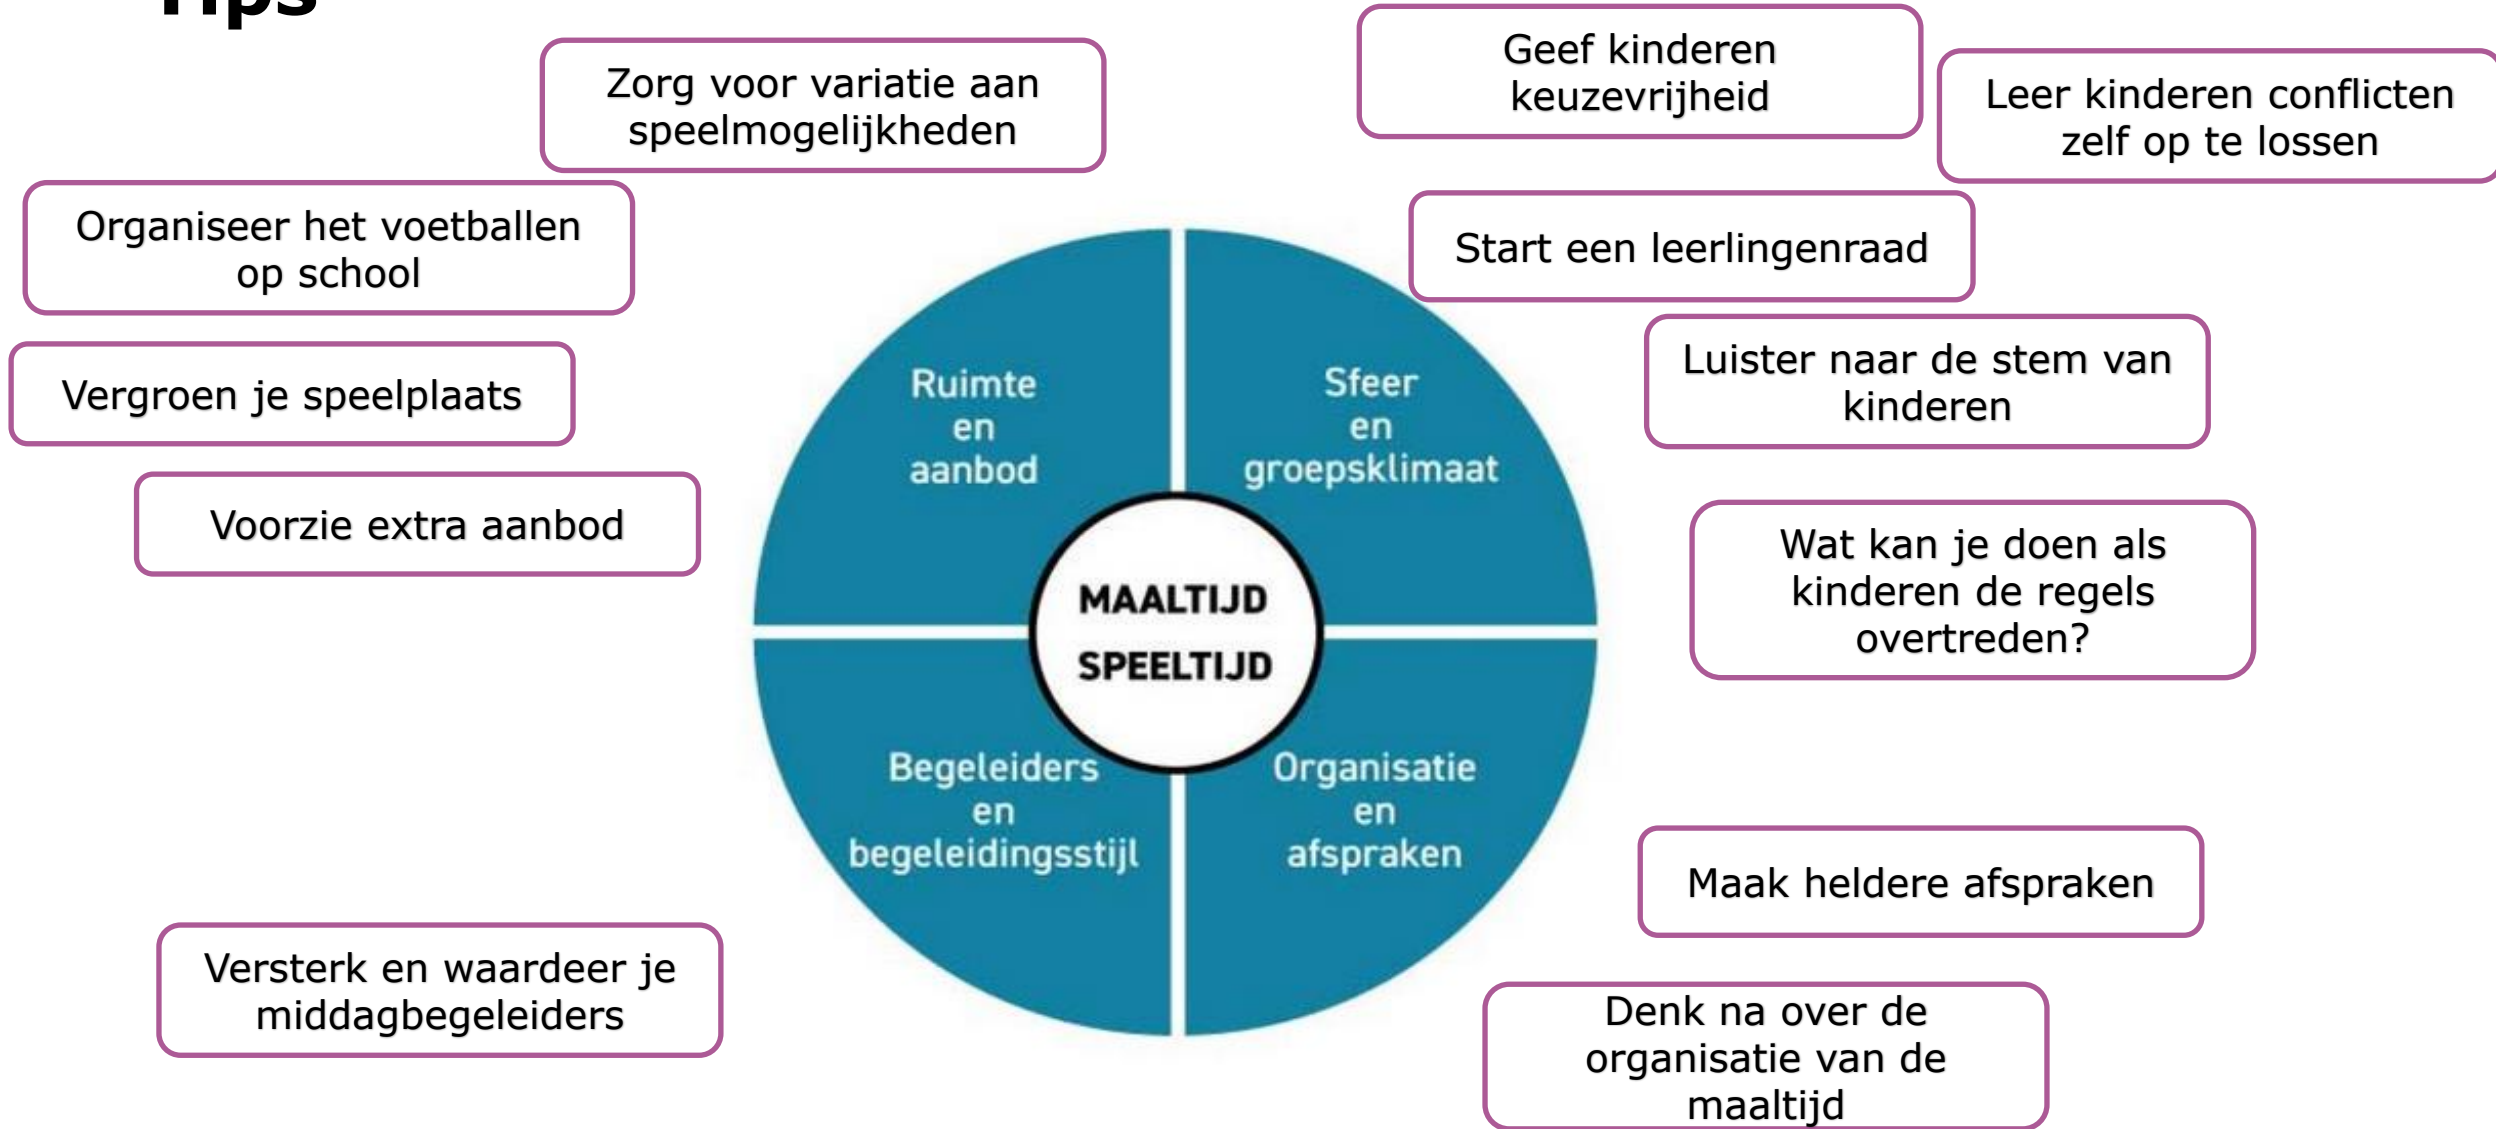 Tips
Zorg voor variatie aan
speelmogelijkheden
Geef kinderen
keuzevrijheid
Leer kinderen conflicten
zelf op te lossen
Organiseer het voetballen
op school
Start een leerlingenraad
Vergroen je speelplaats
Luister naar de stem van
kinderen
Voorzie extra aanbod
Wat kan je doen als
kinderen de regels
overtreden?
Ruimte
en
aanbod
Sfeer
en
groepsklimaat
MAALTIJD
SPEELTIJD
Begeleiders
en
begeleidingsstijl
Organisatie
en
afspraken
Maak heldere afspraken
Versterk en waardeer je
middagbegeleiders
Denk na over de
organisatie van de
maaltijd